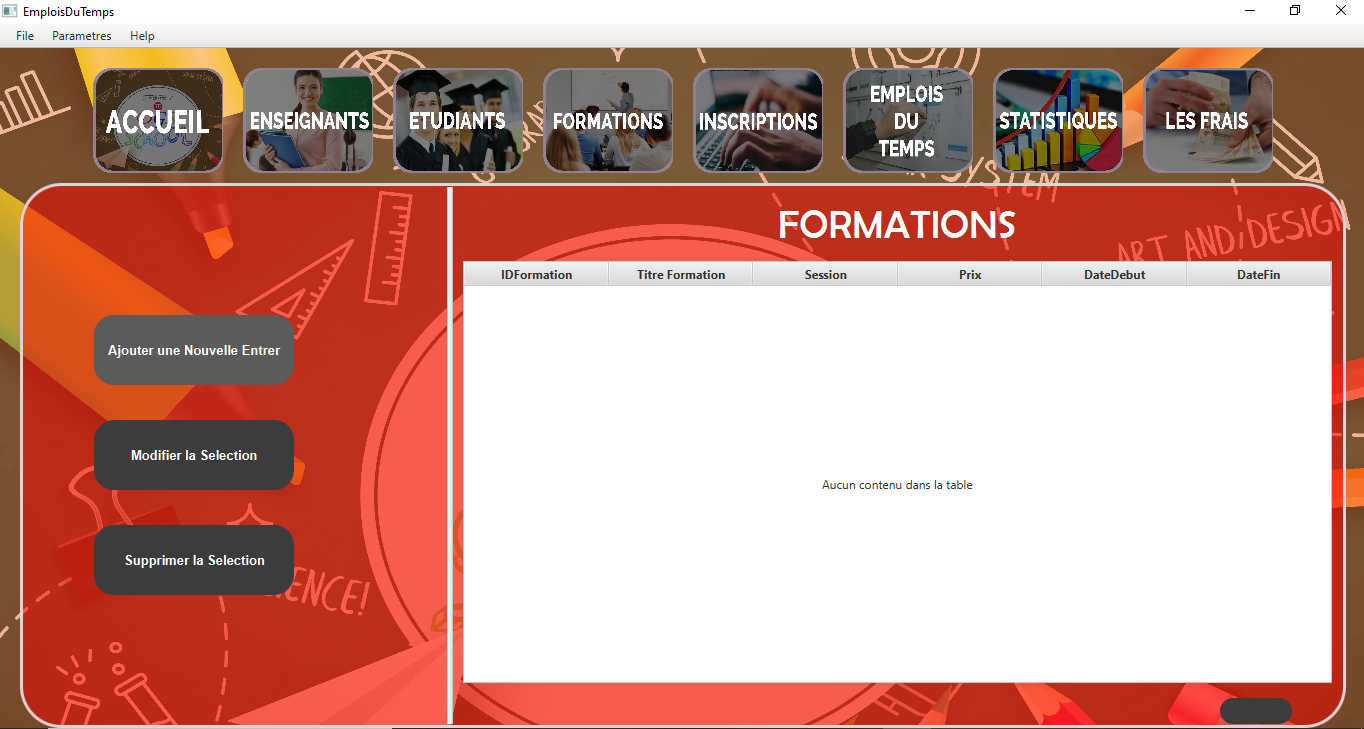 EmploisDuTemps
File Parametres Help
ACCUEIL
ENSEIGNANTS
ETUDIANTS
FORMATIONS
INSCRIPTIONS
EMPLOIS
DU
TEMPS
STATISTIQUES
LES FRAIS
SYSTEM
ART AND DESIGN
FORMATIONS
IDFormation Titre Formation Session Prix DateDebut DateFin
Ajouter une Nouvelle Entrer
Modifier la Selection
Supprimer la Selection
Aucun contenu dans la table
ENCE!